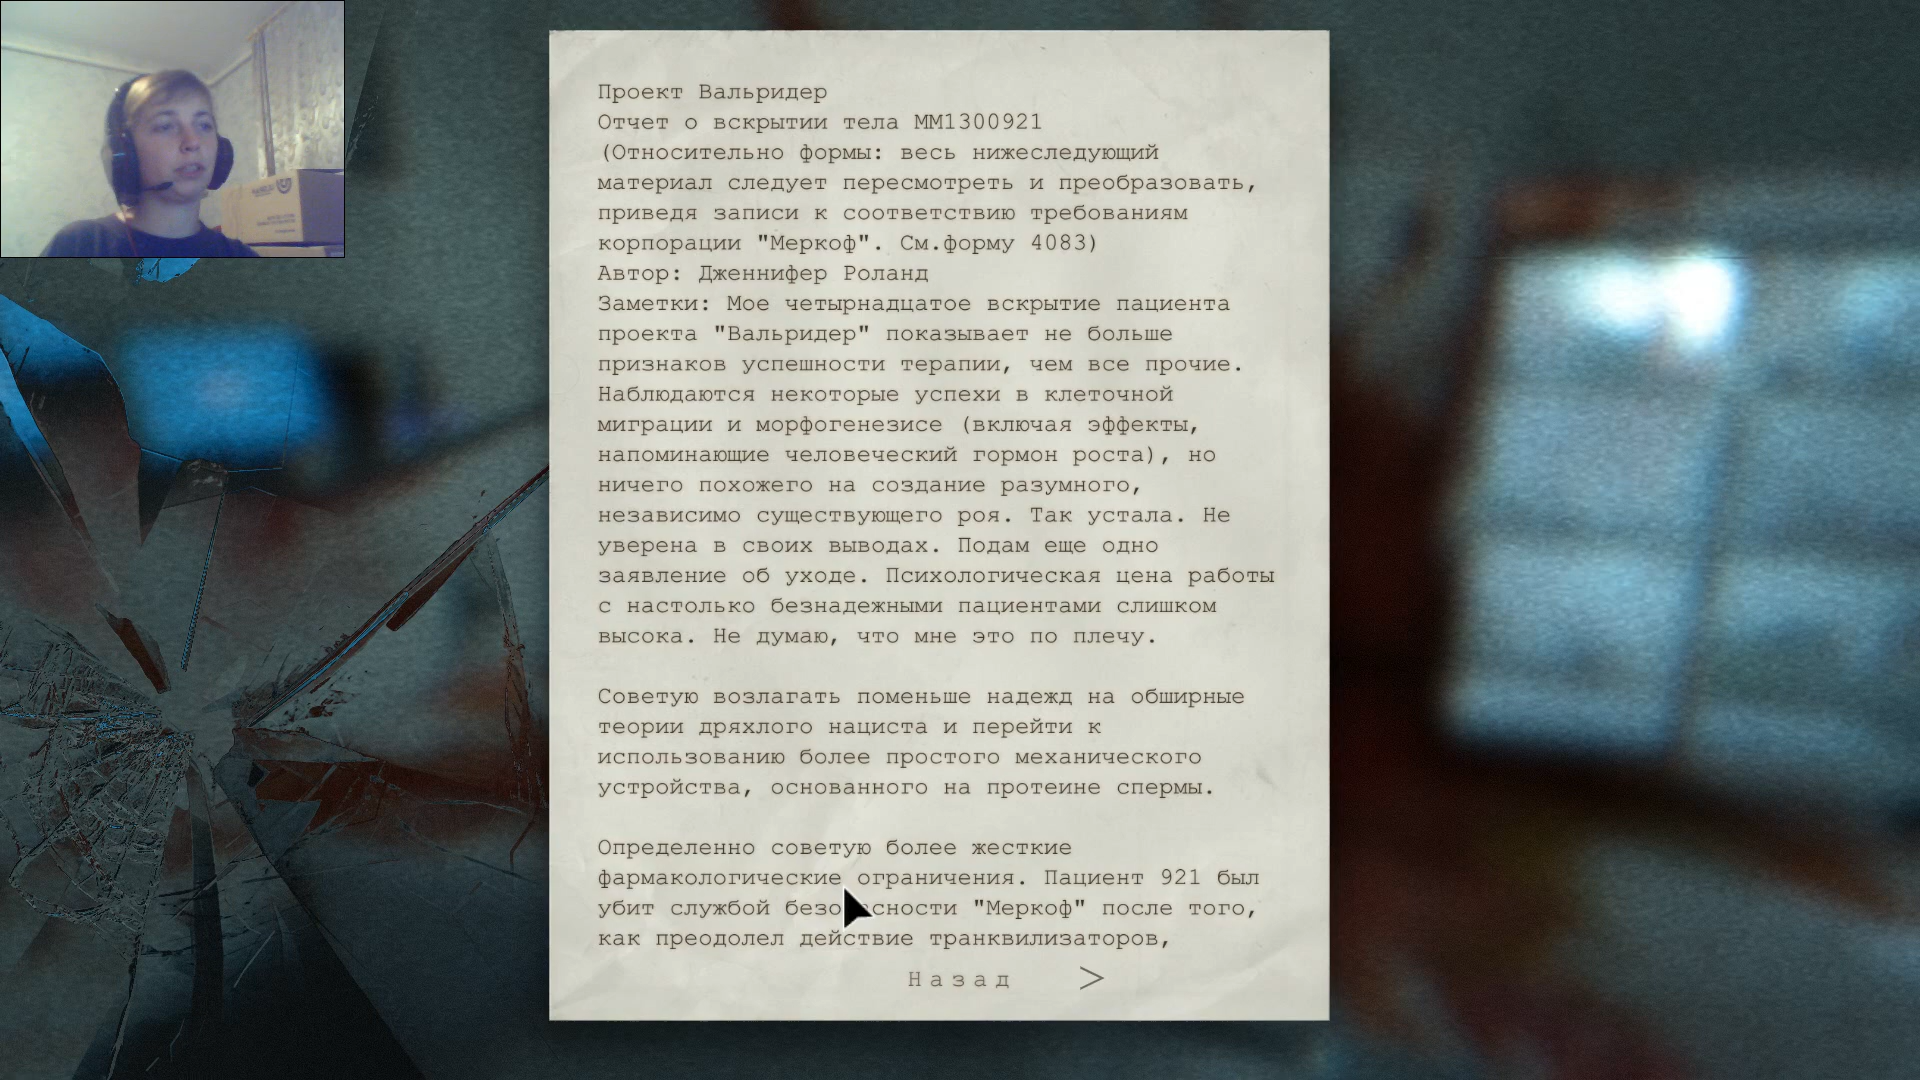 Проект Вальридер
Отчет о вскрытии тела ММ1300921
(Относительно формы: весь нижеследующий
материал следует пересмотреть и преобразовать,
приведя записи к соответствию требованиям
корпорации "Меркоф". См.форму 4083)
Автор: Дженнифер Роланд
Заметки: Мое четырнадцатое вскрытие пациента
проекта "Вальридер" показывает не больше
признаков успешности терапии, чем все прочие.
Наблюдаются некоторые успехи в клеточной
миграции и морфогенезисе (включая эффекты,
напоминающие человеческий гормон роста), но
ничего похожего на создание разумного,
независимо существующего роя. Так устала. Не
уверена в своих выводах. Подам еще одно
заявление об уходе. Психологическая цена работы
с настолько безнадежными пациентами слишком
высока. Не думаю, что мне это по плечу.
Советую возлагать поменьше надежд на обширные
теории дряхлого нациста и перейти к
использованию более простого механического
устройства, основанного на протеине спермы.
Определенно советую более жесткие
фармакологические ограничения. Пациент 921 был
убит службой безопасности "Меркоф" после того,
как преодолел действие транквилизаторов,
Назад >